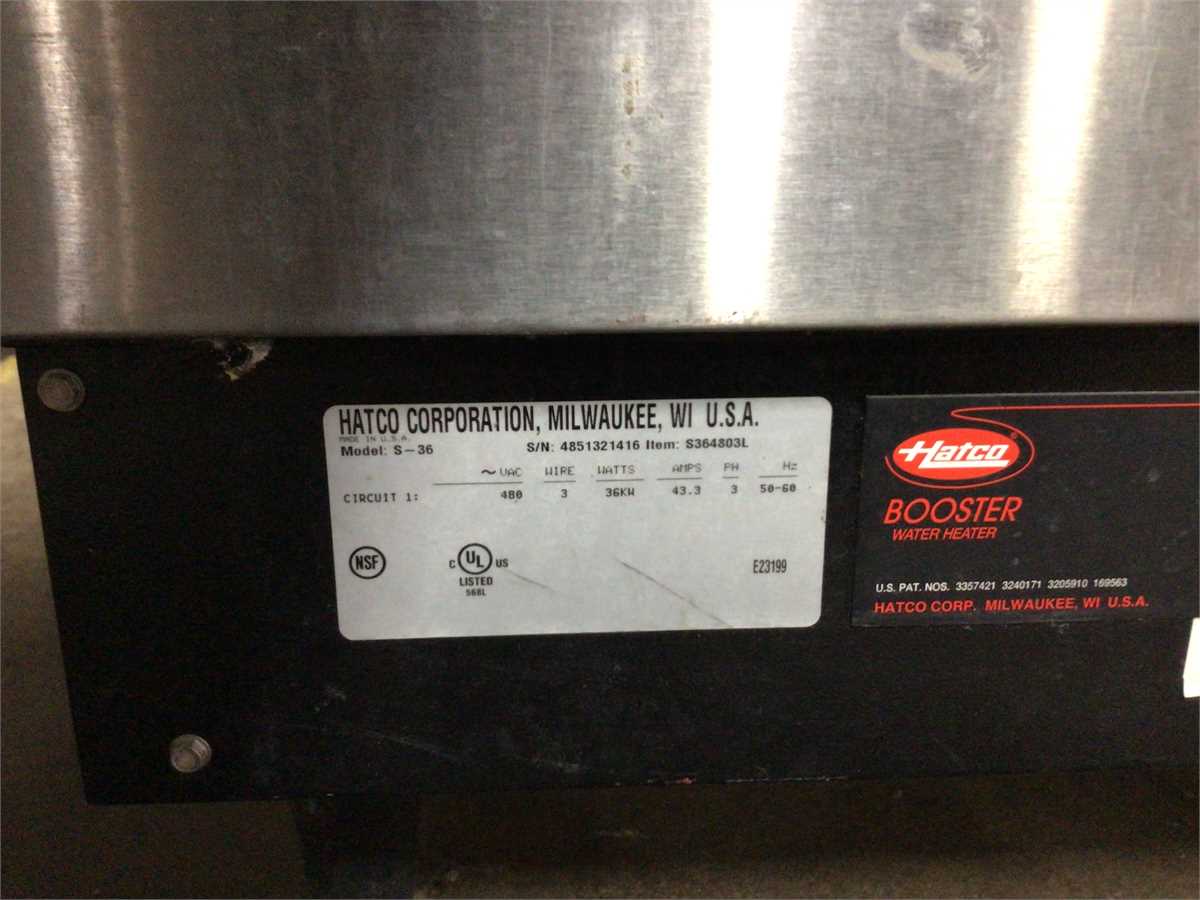 HATCO CORPORATION, MILWAUKEE, WI U.S.A.
MADE IN U.S.A.
Model: S-36 S/N: 4851321416 Item: S364803L
~VAC WIRE WATTS AMPS PH Hz
CIRCUIT 1: 480 3 36KW 43.3 3 50-60
NSF
C UL US
LISTED
568L
E23199
Hatco
BOOSTER
WATER HEATER
U.S. PAT. NOS. 3357421 3240171 3205910 169563
HATCO CORP. MILWAUKEE, WI U.S.A.